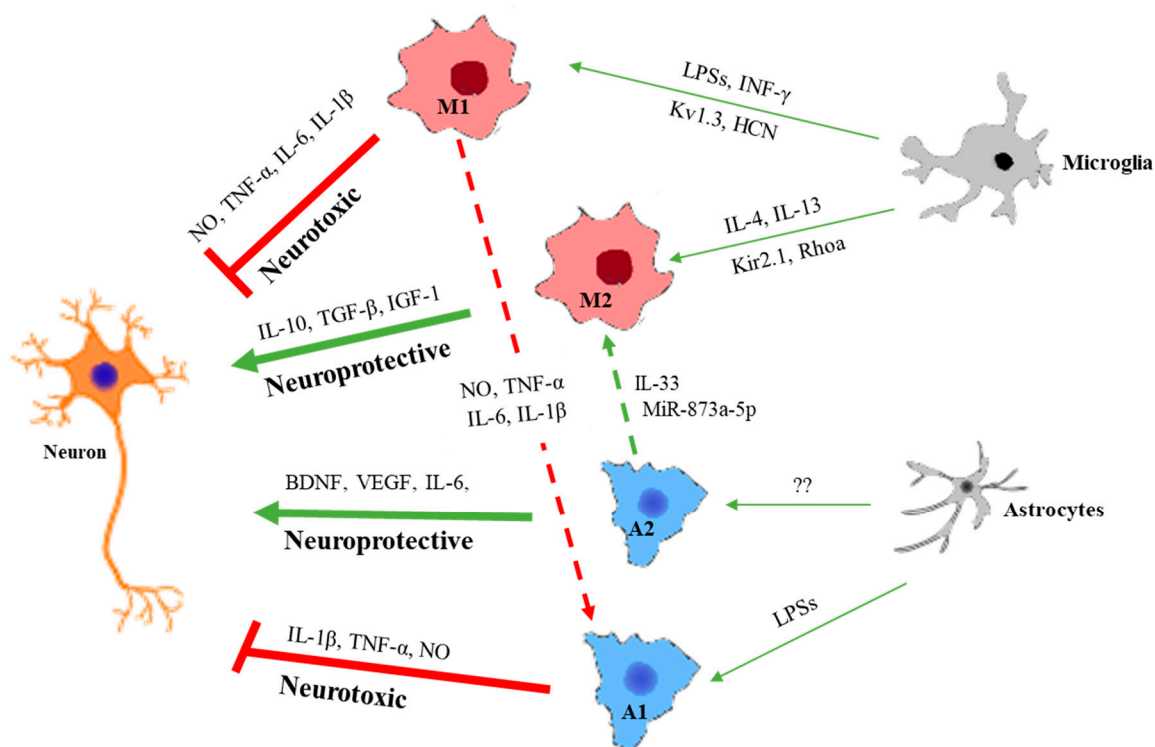 M1
LPSs, INF-γ
Kv1.3, HCN
Microglia
NO, TNF-α, IL-6, IL-1β
Neurotoxic
IL-4, IL-13
Kir2.1, Rhoa
M2
IL-10, TGF-β, IGF-1
Neuroprotective
NO, TNF-α
IL-6, IL-1β
IL-33
MiR-873a-5p
Neuron
BDNF, VEGF, IL-6,
Neuroprotective
A2
??
Astrocytes
LPSs
IL-1β, TNF-α, NO
Neurotoxic
A1